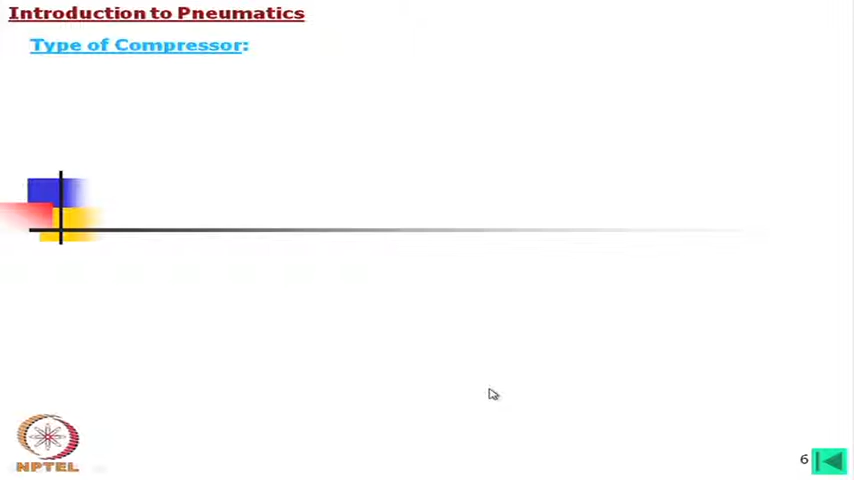 Introduction to Pneumatics
Type of Compressor:
NPTEL
6